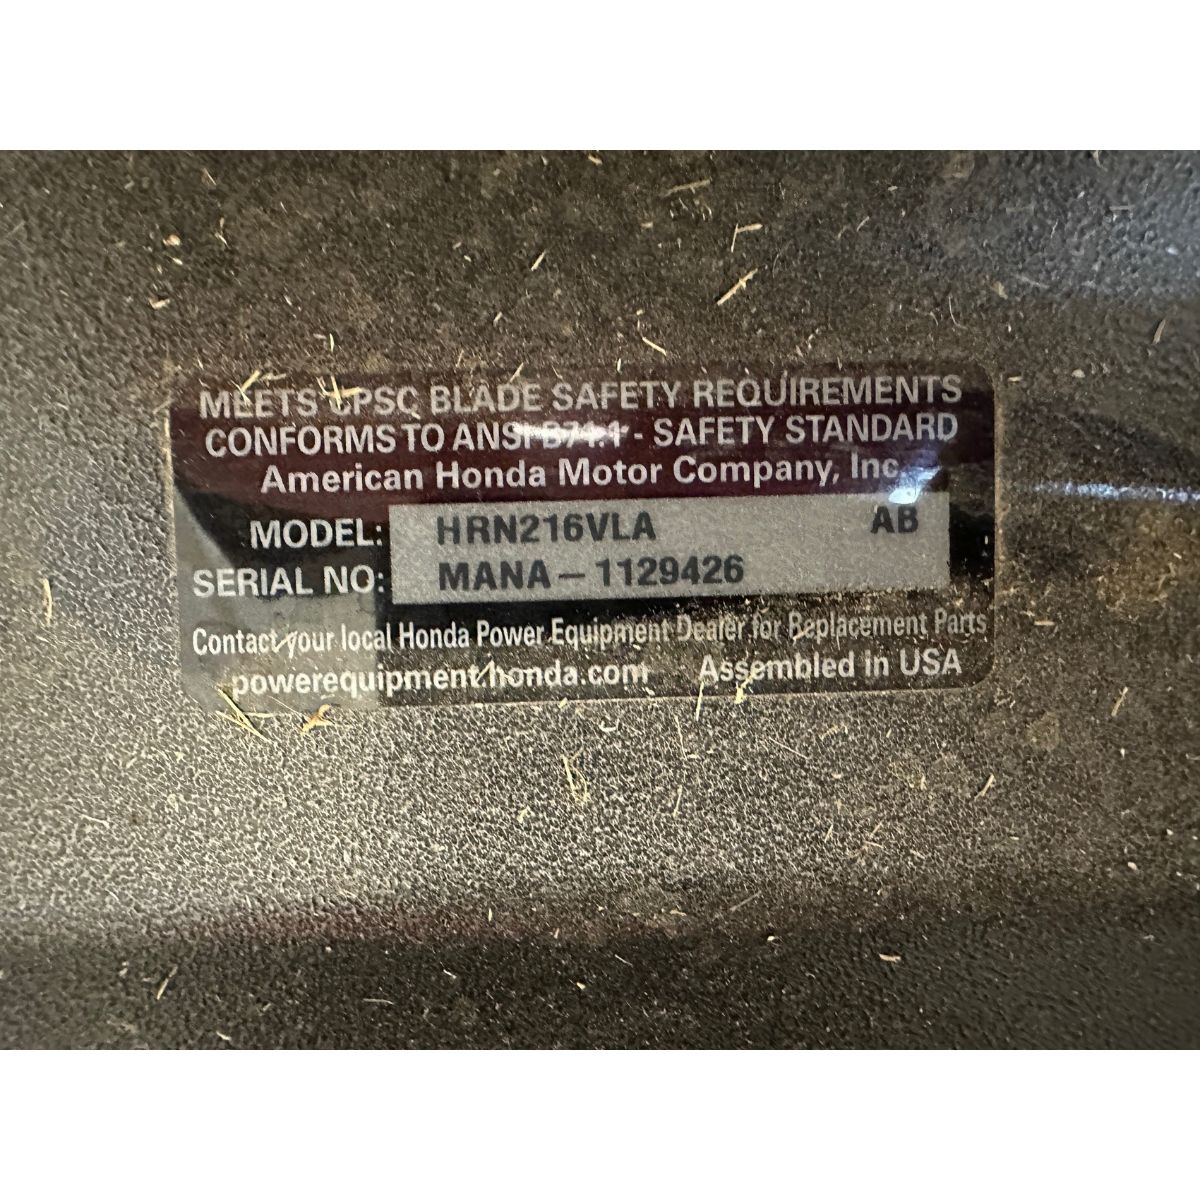 MEETS CPSC BLADE SAFETY REQUIREMENTS
CONFORMS TO ANSI B71.1 - SAFETY STANDARD
American Honda Motor Company, Inc.
MODEL: HRN216VLA AB
SERIAL NO: MANA-1129426
Contact your local Honda Power Equipment Dealer for Replacement Parts
powerequipment.honda.com Assembled in USA